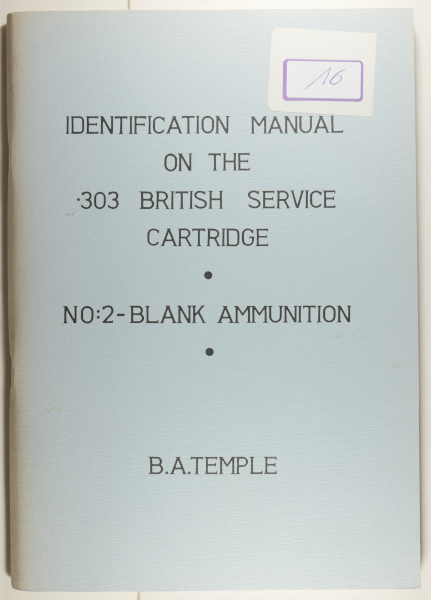 16
IDENTIFICATION MANUAL
ON THE
·303 BRITISH SERVICE
CARTRIDGE
•
NO:2-BLANK AMMUNITION
•
B.A.TEMPLE